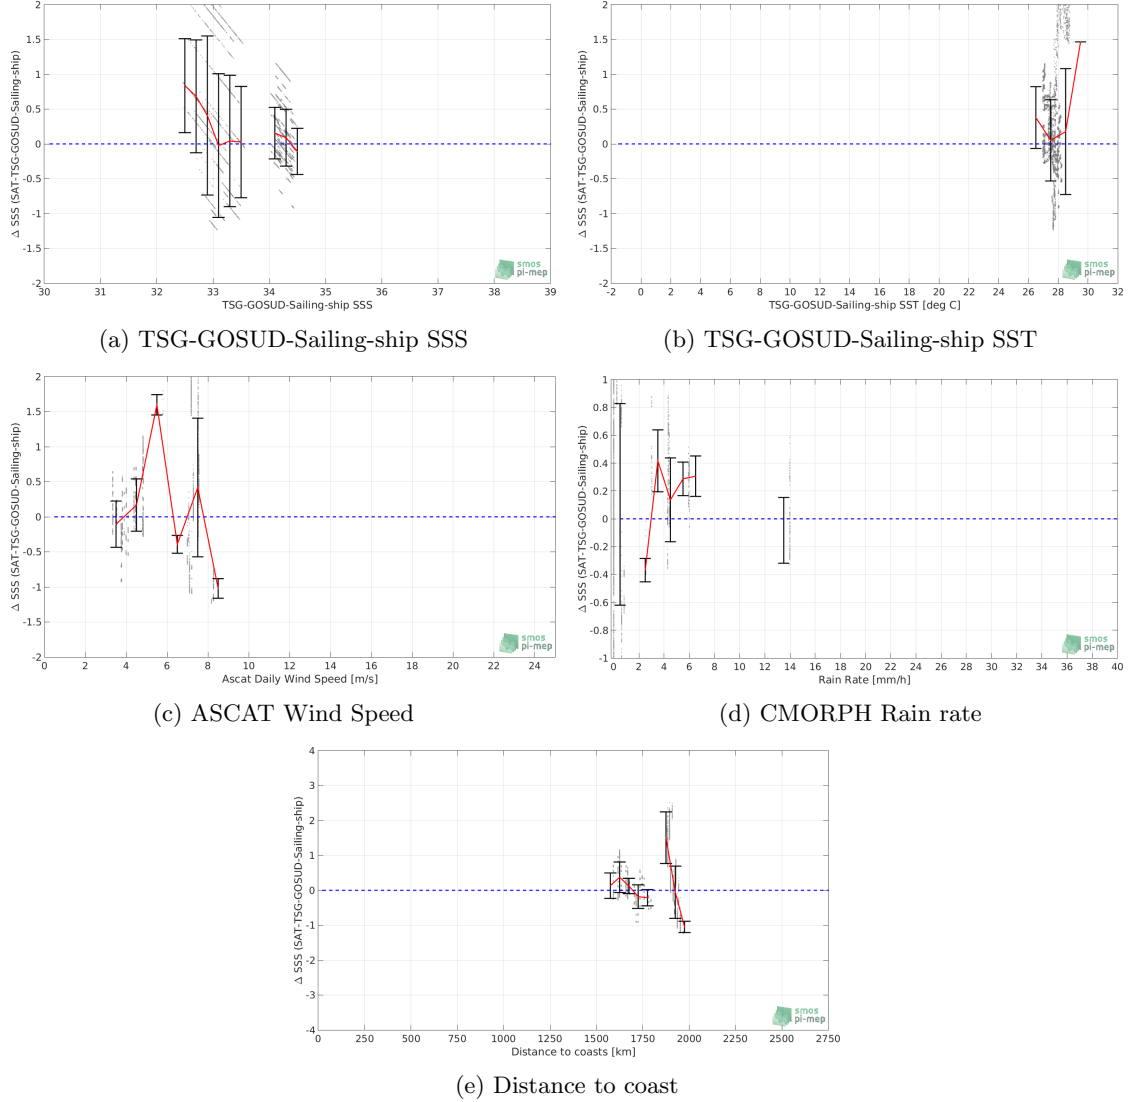 2
1.5
1
0.5
0
-0.5
-1
-1.5
-2
Δ SSS (SAT-TSG-GOSUD-Sailing-ship)
30 31 32 33 34 35 36 37 38 39
TSG-GOSUD-Sailing-ship SSS
smos
pi-mep
(a) TSG-GOSUD-Sailing-ship SSS
2
1.5
1
0.5
0
-0.5
-1
-1.5
-2
Δ SSS (SAT-TSG-GOSUD-Sailing-ship)
-2 0 2 4 6 8 10 12 14 16 18 20 22 24 26 28 30 32
TSG-GOSUD-Sailing-ship SST [deg C]
smos
pi-mep
(b) TSG-GOSUD-Sailing-ship SST
2
1.5
1
0.5
0
-0.5
-1
-1.5
-2
Δ SSS (SAT-TSG-GOSUD-Sailing-ship)
0 2 4 6 8 10 12 14 16 18 20 22 24
Ascat Daily Wind Speed [m/s]
smos
pi-mep
(c) ASCAT Wind Speed
1
0.8
0.6
0.4
0.2
0
-0.2
-0.4
-0.6
-0.8
-1
Δ SSS (SAT-TSG-GOSUD-Sailing-ship)
0 2 4 6 8 10 12 14 16 18 20 22 24 26 28 30 32 34 36 38 40
Rain Rate [mm/h]
smos
pi-mep
(d) CMORPH Rain rate
4
3
2
1
0
-1
-2
-3
-4
Δ SSS (SAT-TSG-GOSUD-Sailing-ship)
0 250 500 750 1000 1250 1500 1750 2000 2250 2500 2750
Distance to coasts [km]
smos
pi-mep
(e) Distance to coast